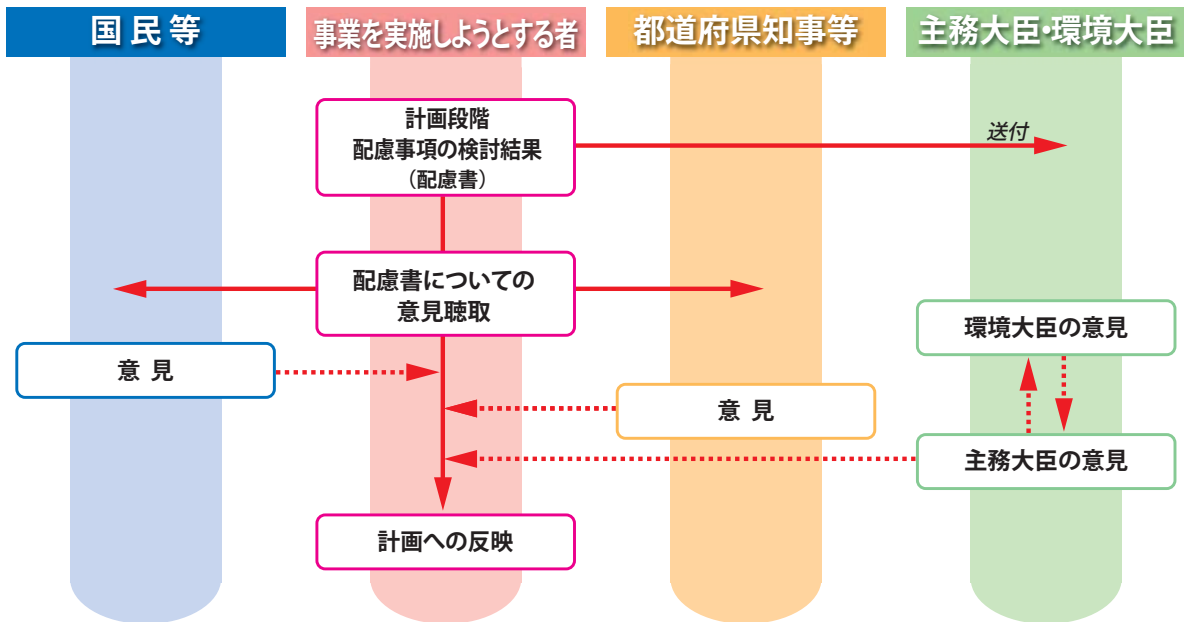 国民等
事業を実施しようとする者
都道府県知事等
主務大臣・環境大臣
計画段階
配慮事項の検討結果
（配慮書）
送付
配慮書についての
意見聴取
環境大臣の意見
意 見
意 見
主務大臣の意見
計画への反映